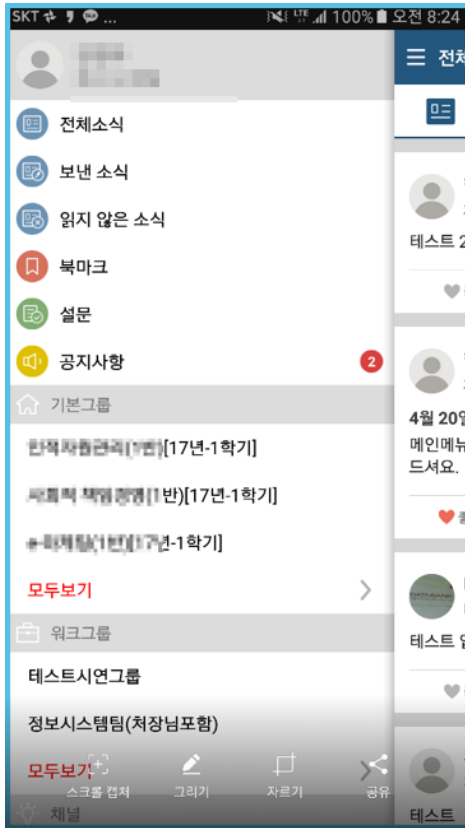 SKT ... LTE 100% 오전 8:24
전체
전체소식
보낸 소식
읽지 않은 소식
북마크
설문
공지사항 2
기본그룹
[17년-1학기]
반)[17년-1학기]
-1학기]
모두보기
워크그룹
테스트시연그룹
정보시스템팀(처장님포함)
모두보기
채널
스크롤 캡처 그리기 자르기 공유
테스트 2
4월 20일
메인메뉴
드셔요.
테스트
테스트